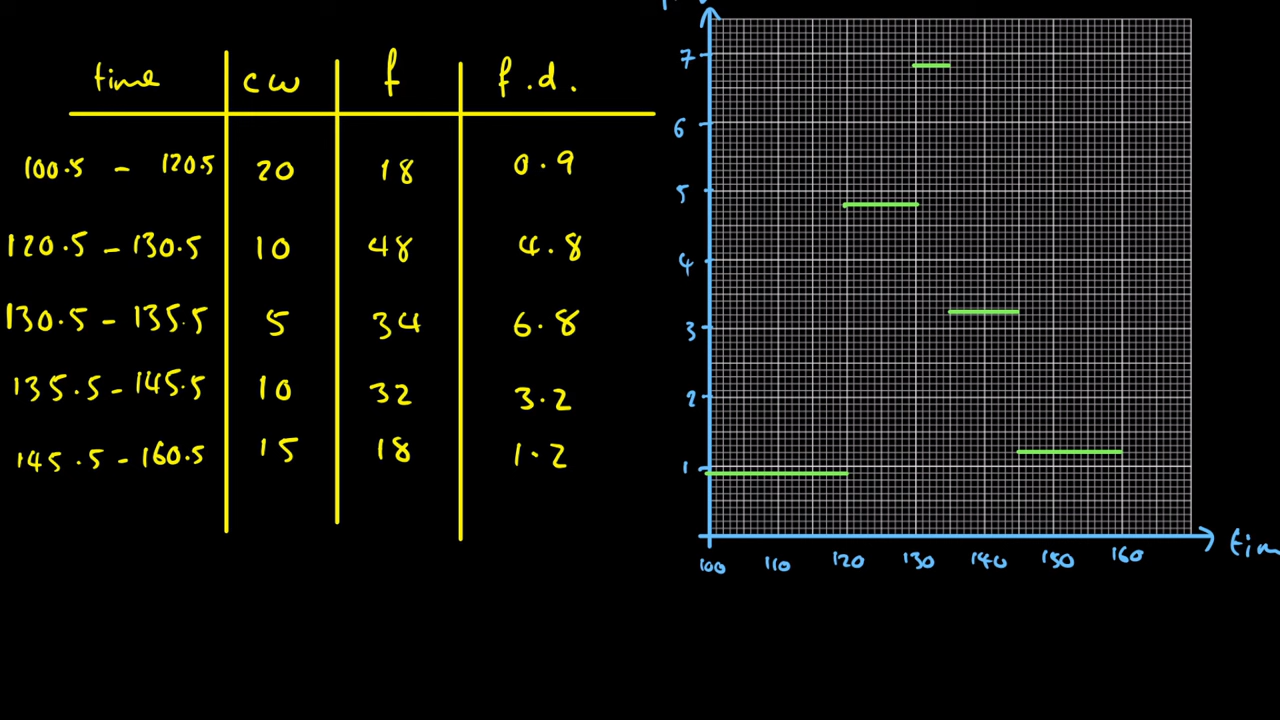 time cw f f.d.
100.5 - 120.5 20 18 0.9
120.5 - 130.5 10 48 4.8
130.5 - 135.5 5 34 6.8
135.5 - 145.5 10 32 3.2
145.5 - 160.5 15 18 1.2
7
6
5
4
3
2
1
100 110 120 130 140 150 160